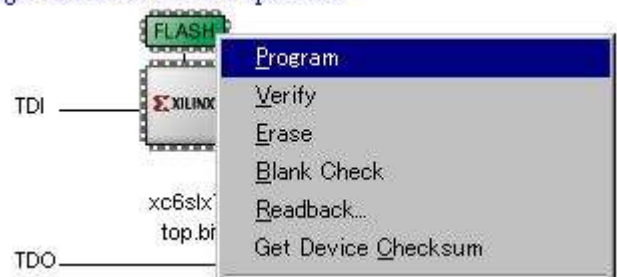 FLASH
Program
TDI
XILINX
Verify
Erase
Blank Check
xc6slx
Readback...
top.bi
Get Device Checksum
TDO